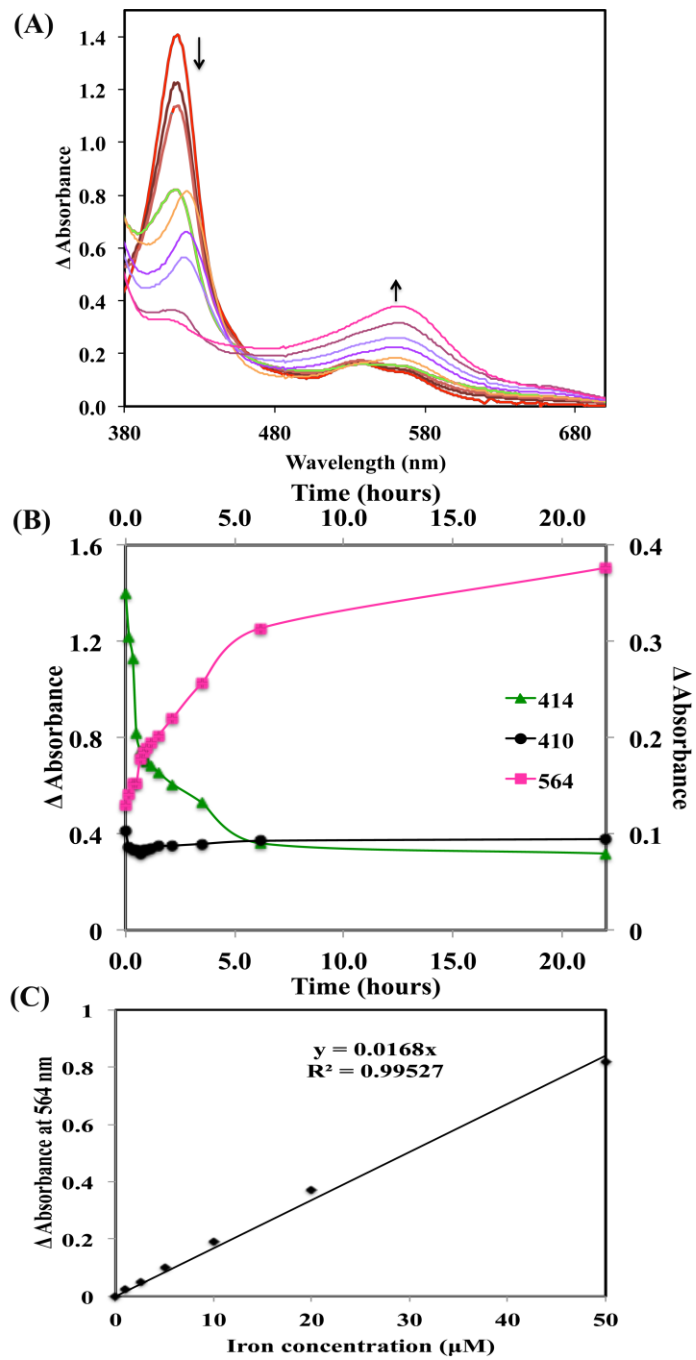 (A)
Δ Absorbance
1.4
1.2
1.0
0.8
0.6
0.4
0.2
0.0
380 480 580 680
Wavelength (nm)
Time (hours)
(B)
0.0 5.0 10.0 15.0 20.0
Δ Absorbance
1.6
1.2
0.8
0.4
0
414
410
564
0.4
0.3
0.2
0.1
0
Δ Absorbance
0.0 5.0 10.0 15.0 20.0
Time (hours)
(C)
Δ Absorbance at 564 nm
1
0.8
0.6
0.4
0.2
0
y = 0.0168x
R² = 0.99527
0 10 20 30 40 50
Iron concentration (μM)